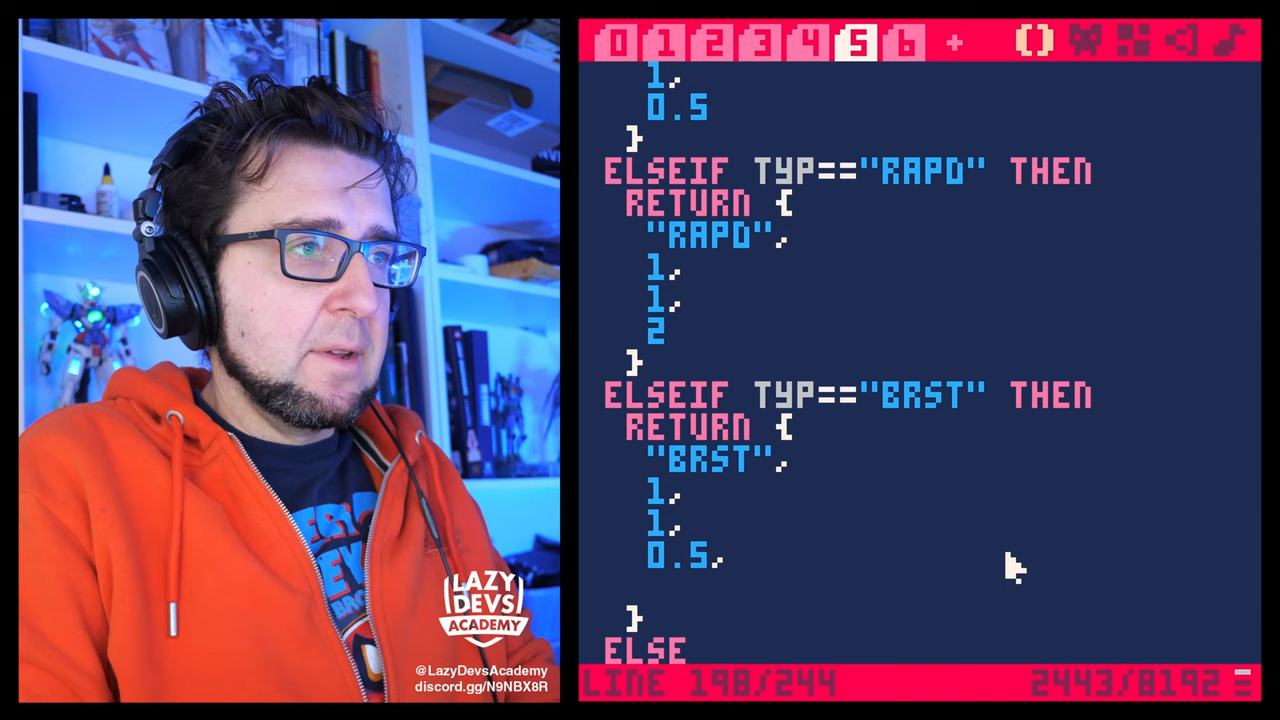 0 1 2 3 4 5 6 +
1,
0.5
}
ELSEIF TYP=="RAPD" THEN
RETURN {
"RAPD",
1,
1,
2
}
ELSEIF TYP=="BRST" THEN
RETURN {
"BRST",
1,
1,
0.5,
}
ELSE
LINE 198/244
2443/8192
LAZY
DEVS
ACADEMY
@LazyDevsAcademy
discord.gg/N9NBX8R